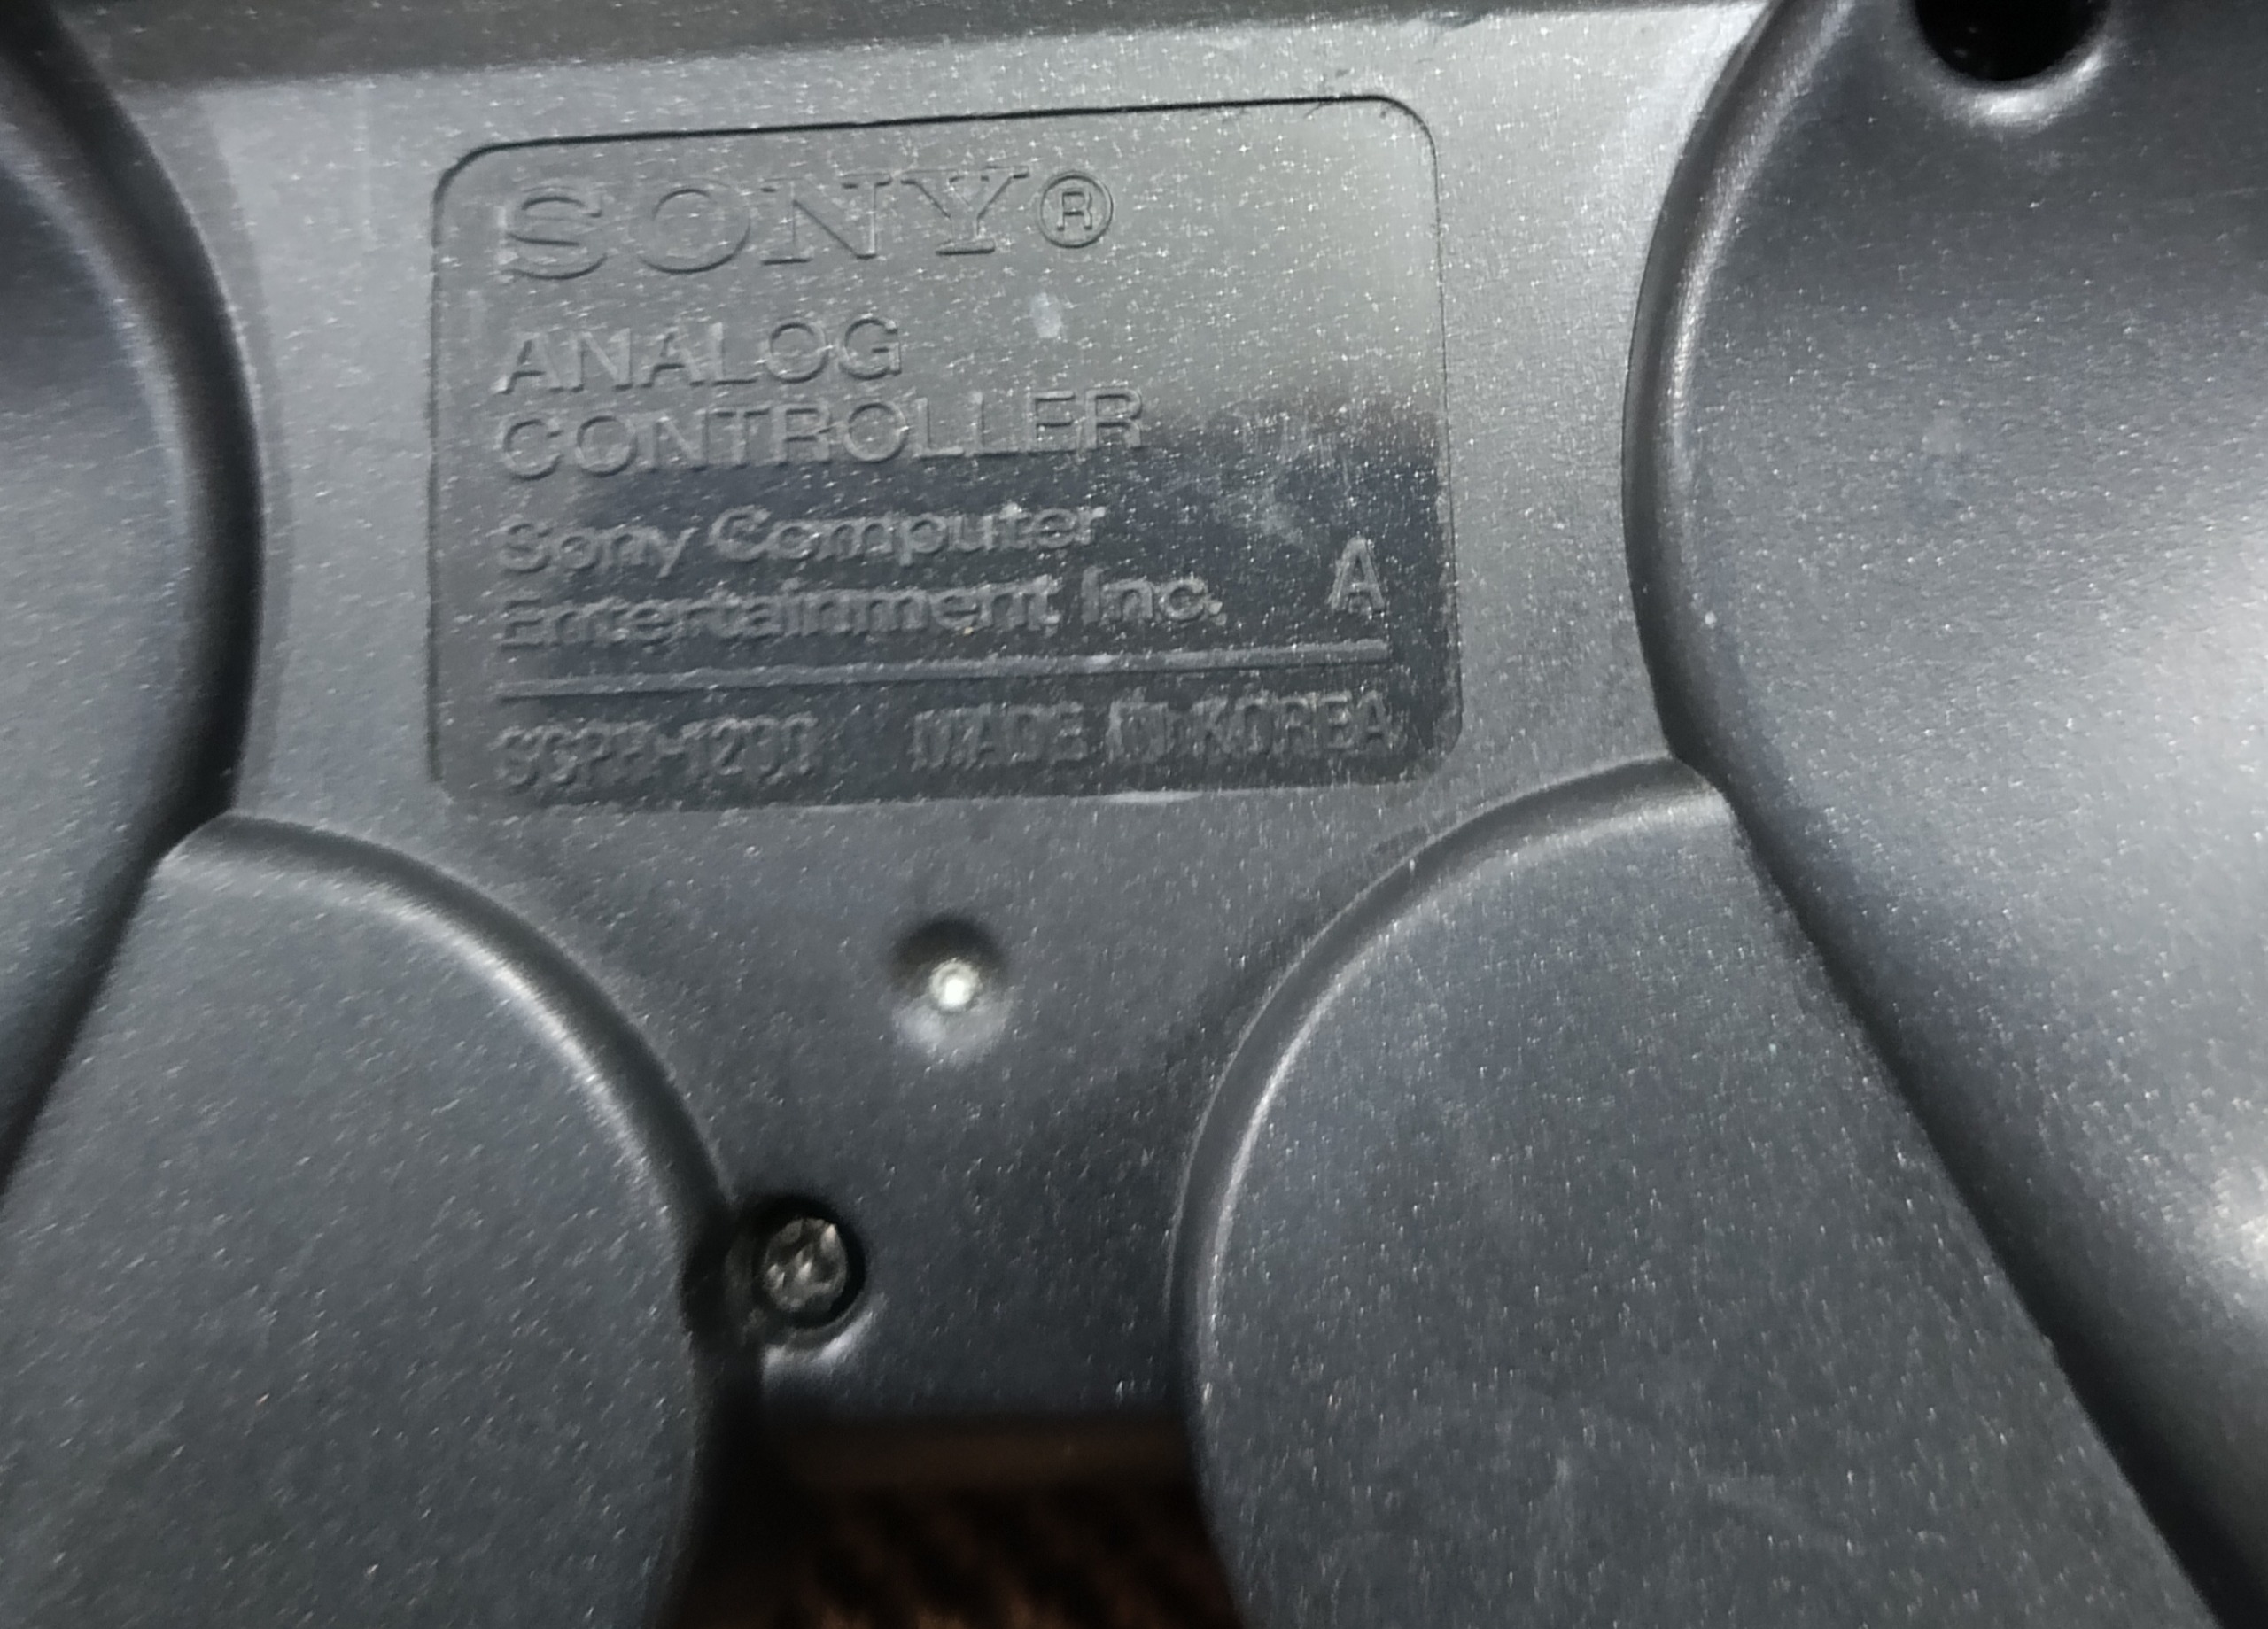 SONY®
ANALOG
CONTROLLER
Sony Computer
Entertainment Inc. A
SCPH-1200 MADE IN KOREA